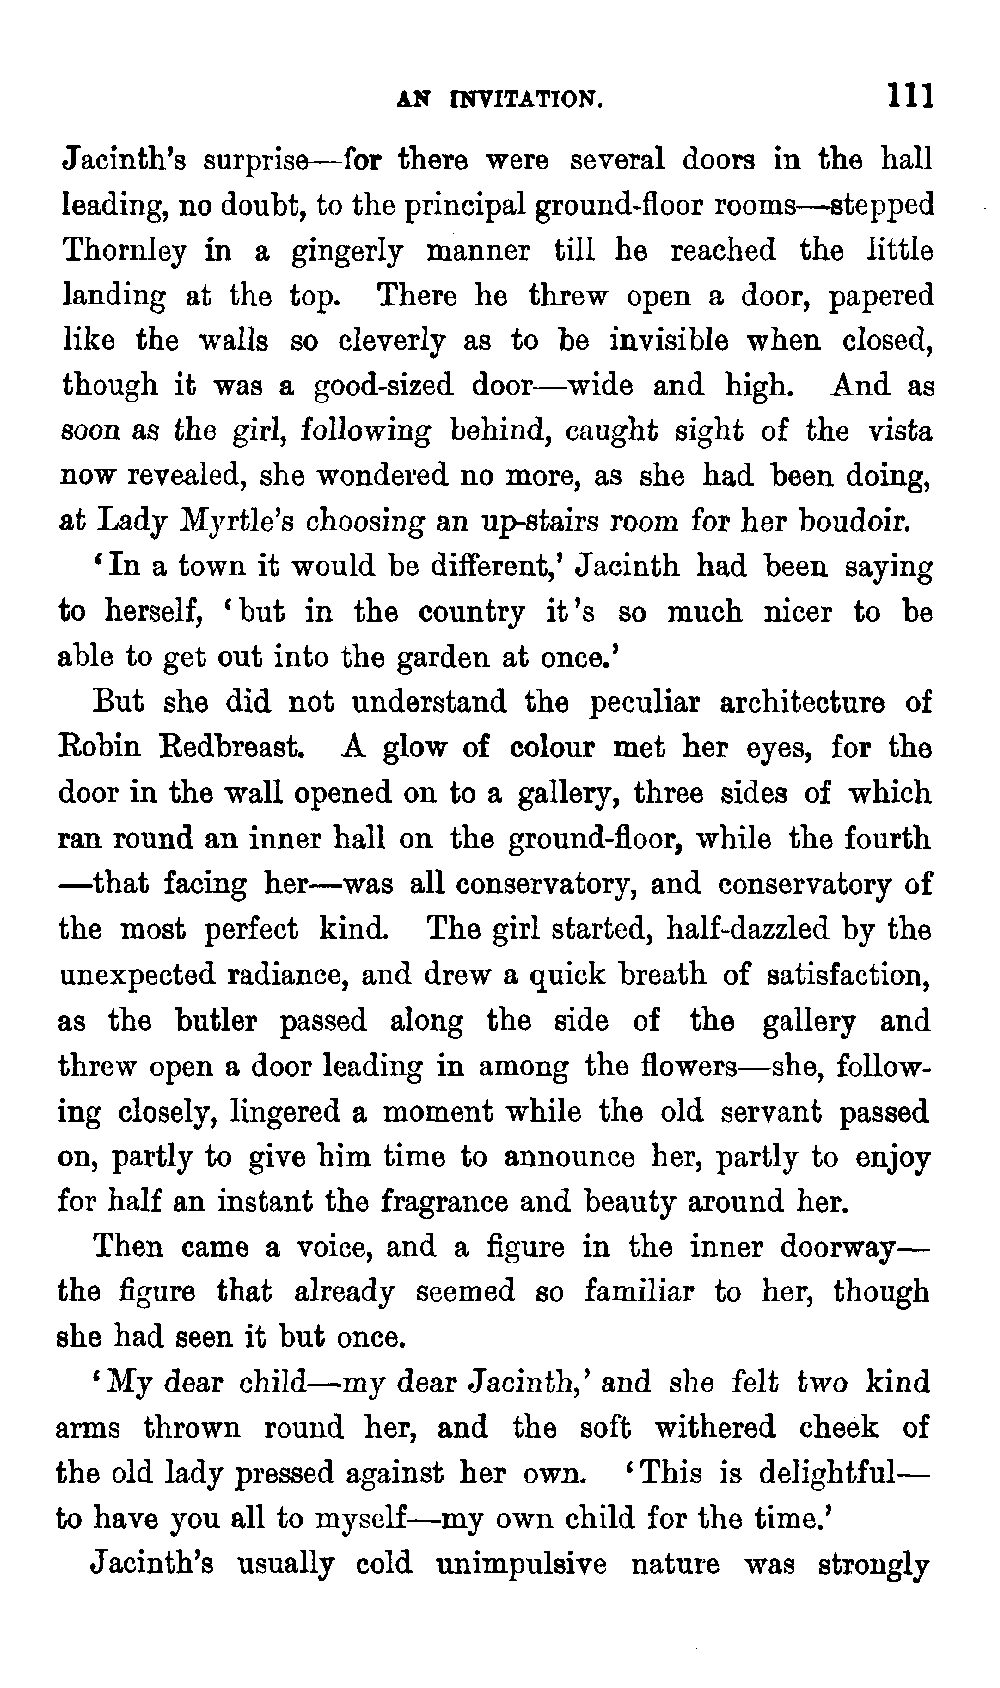 AN INVITATION. 111
Jacinth's surprise—for there were several doors in the hall
leading, no doubt, to the principal ground-floor rooms—stepped
Thornley in a gingerly manner till he reached the little
landing at the top. There he threw open a door, papered
like the walls so cleverly as to be invisible when closed,
though it was a good-sized door—wide and high. And as
soon as the girl, following behind, caught sight of the vista
now revealed, she wondered no more, as she had been doing,
at Lady Myrtle's choosing an up-stairs room for her boudoir.
‘In a town it would be different,’ Jacinth had been saying
to herself, ‘but in the country it's so much nicer to be
able to get out into the garden at once.’
But she did not understand the peculiar architecture of
Robin Redbreast. A glow of colour met her eyes, for the
door in the wall opened on to a gallery, three sides of which
ran round an inner hall on the ground-floor, while the fourth
—that facing her—was all conservatory, and conservatory of
the most perfect kind. The girl started, half-dazzled by the
unexpected radiance, and drew a quick breath of satisfaction,
as the butler passed along the side of the gallery and
threw open a door leading in among the flowers—she, follow-
ing closely, lingered a moment while the old servant passed
on, partly to give him time to announce her, partly to enjoy
for half an instant the fragrance and beauty around her.
Then came a voice, and a figure in the inner doorway—
the figure that already seemed so familiar to her, though
she had seen it but once.
‘My dear child—my dear Jacinth,’ and she felt two kind
arms thrown round her, and the soft withered cheek of
the old lady pressed against her own. ‘This is delightful—
to have you all to myself—my own child for the time.’
Jacinth's usually cold unimpulsive nature was strongly